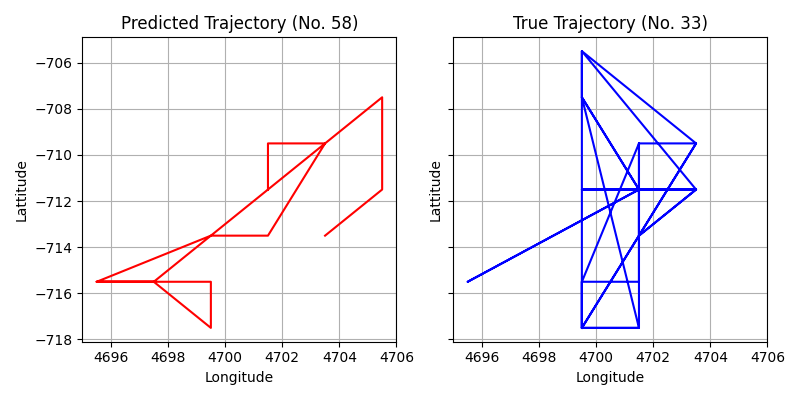 Predicted Trajectory (No. 58)
True Trajectory (No. 33)
−706
−708
−710
−712
−714
−716
−718
Lattitude
Lattitude
4696 4698 4700 4702 4704 4706
4696 4698 4700 4702 4704 4706
Longitude
Longitude